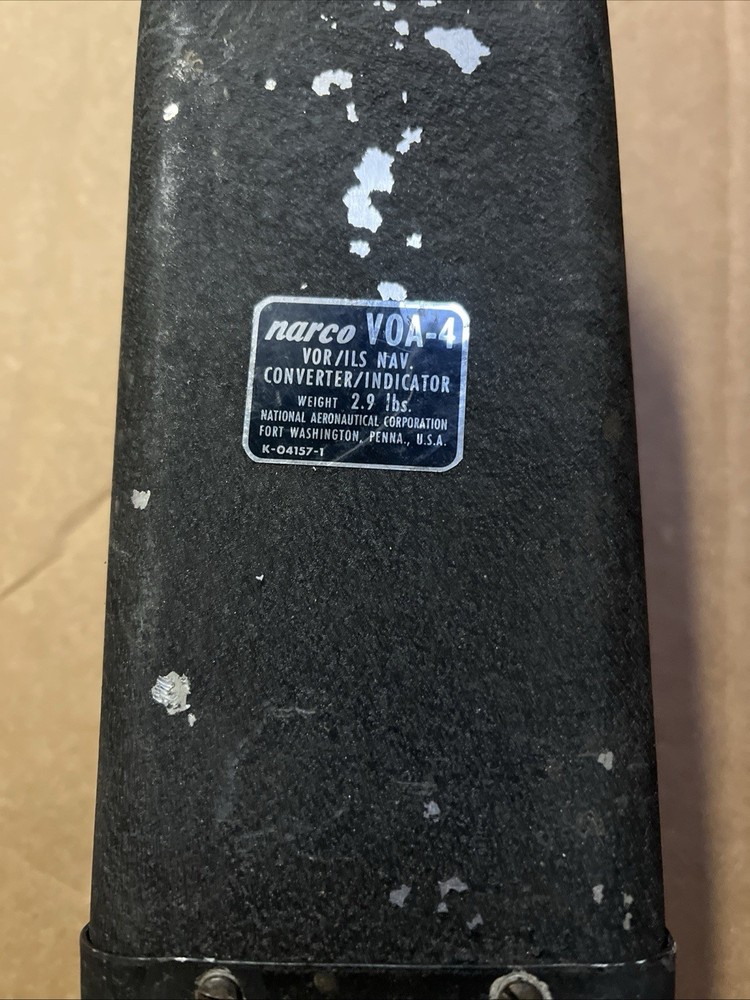 narco VOA-4
VOR/ILS NAV.
CONVERTER/INDICATOR
WEIGHT 2.9 lbs.
NATIONAL AERONAUTICAL CORPORATION
FORT WASHINGTON, PENNA., U.S.A.
K-04157-1